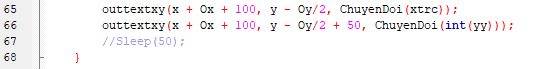 65 outtextxy(x + Ox + 100, y - Oy/2, ChuyenDoi(xtrc));
66 outtextxy(x + Ox + 100, y - Oy/2 + 50, ChuyenDoi(int(yy)));
67 //Sleep(50);
68 }